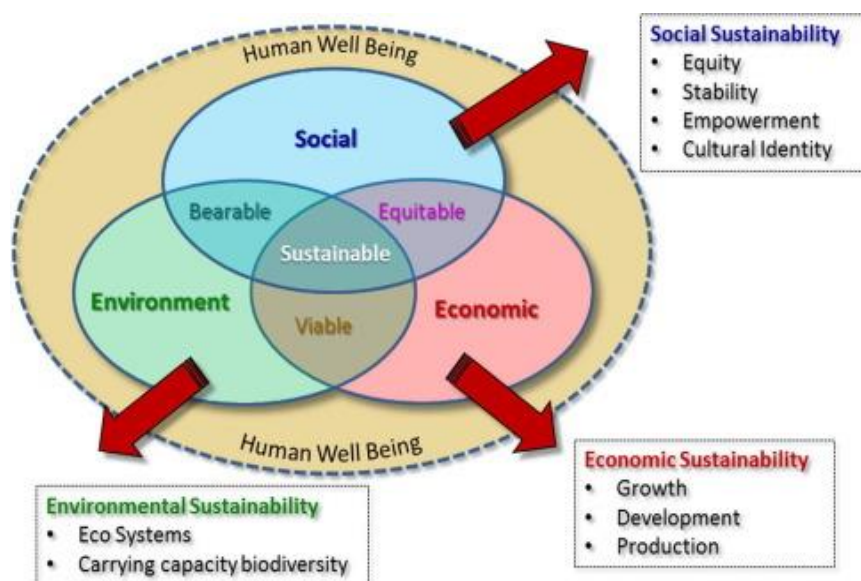 Human Well Being
Social Sustainability
• Equity
• Stability
• Empowerment
• Cultural Identity
Social
Bearable
Equitable
Sustainable
Environment
Economic
Viable
Human Well Being
Economic Sustainability
• Growth
• Development
• Production
Environmental Sustainability
• Eco Systems
• Carrying capacity biodiversity